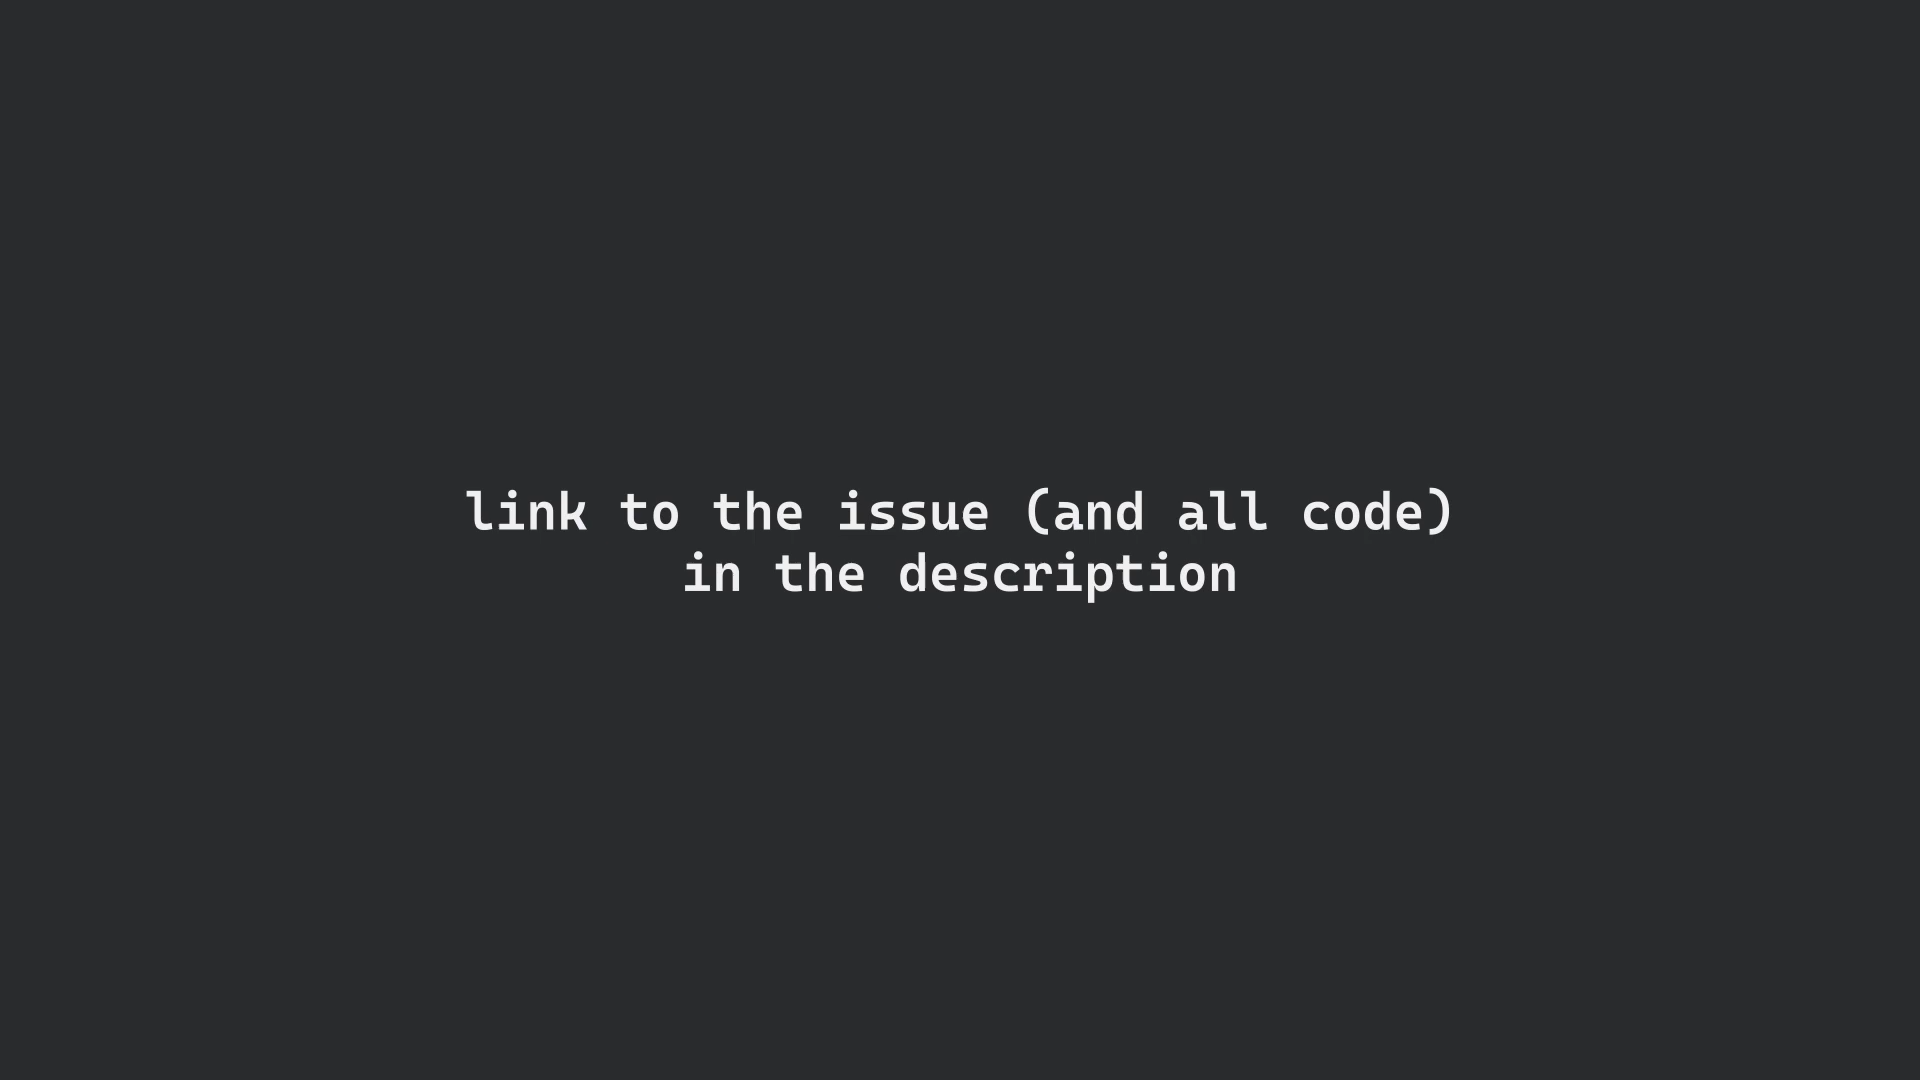 link to the issue (and all code)
in the description